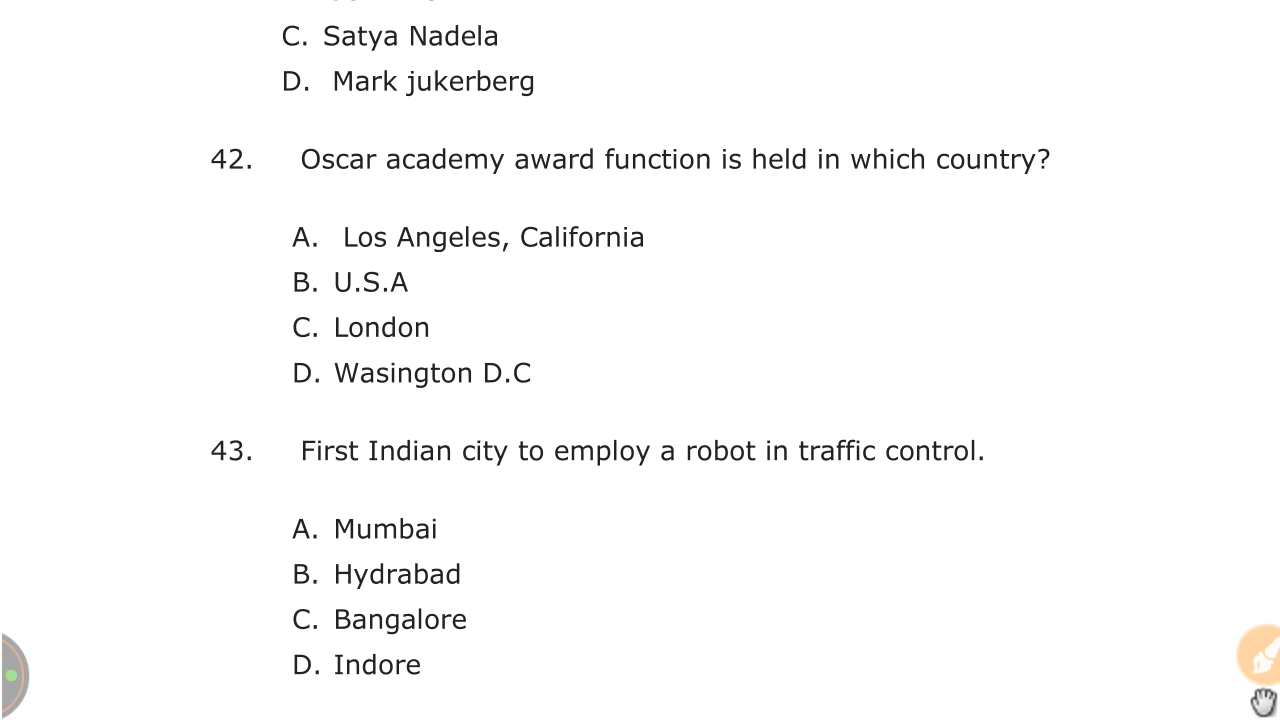 C. Satya Nadela
D. Mark jukerberg
42. Oscar academy award function is held in which country?
A. Los Angeles, California
B. U.S.A
C. London
D. Wasington D.C
43. First Indian city to employ a robot in traffic control.
A. Mumbai
B. Hydrabad
C. Bangalore
D. Indore